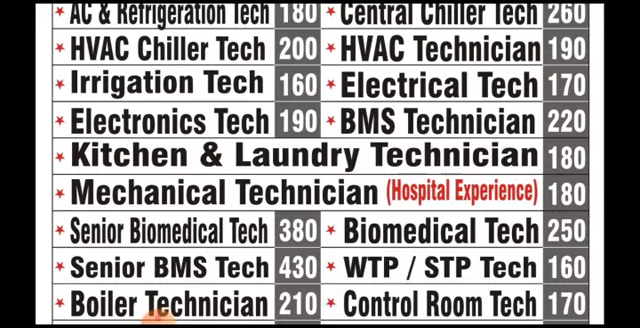 ★ AC & Refrigeration Tech 180 ★ Central Chiller Tech 260
★ HVAC Chiller Tech 200 ★ HVAC Technician 190
★ Irrigation Tech 160 ★ Electrical Tech 170
★ Electronics Tech 190 ★ BMS Technician 220
★ Kitchen & Laundry Technician 180
★ Mechanical Technician (Hospital Experience) 180
★ Senior Biomedical Tech 380 ★ Biomedical Tech 250
★ Senior BMS Tech 430 ★ WTP / STP Tech 160
★ Boiler Technician 210 ★ Control Room Tech 170